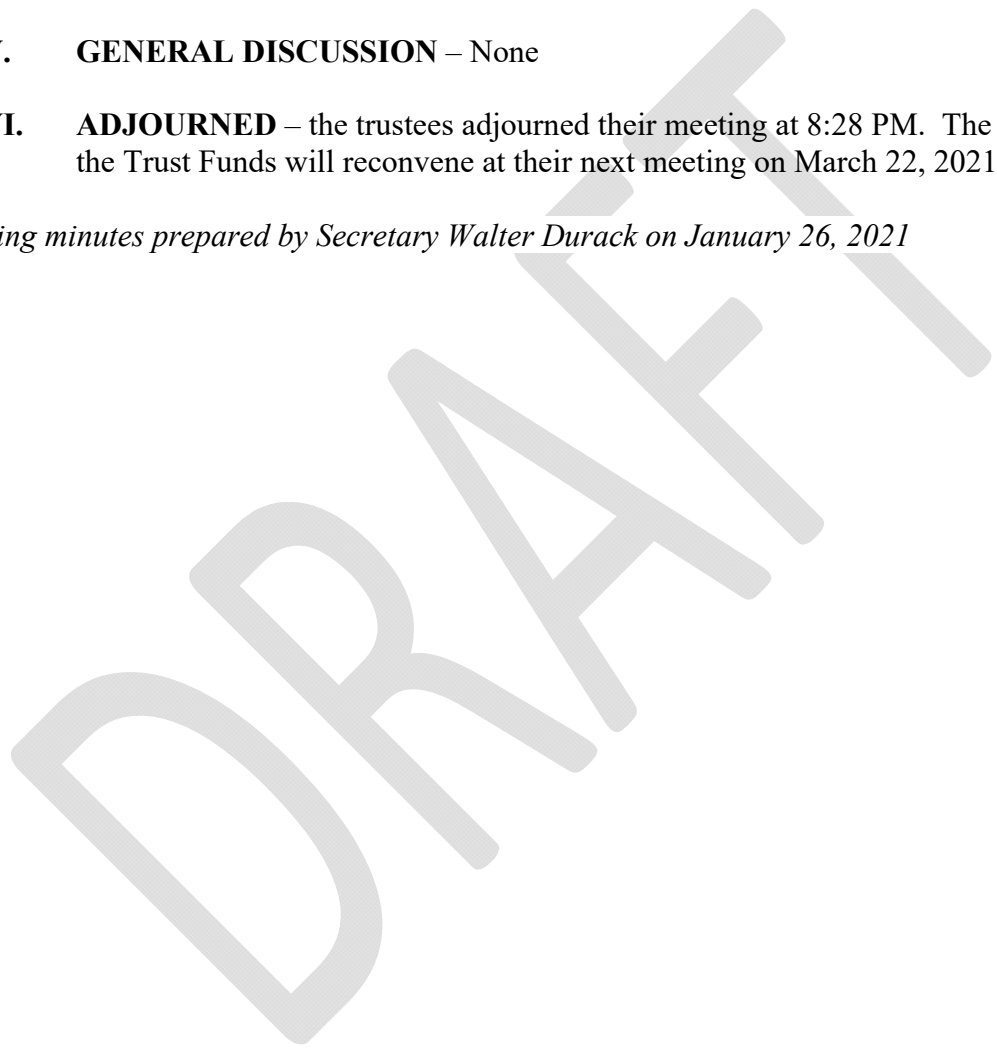 . GENERAL DISCUSSION – None
I. ADJOURNED – the trustees adjourned their meeting at 8:28 PM. The
the Trust Funds will reconvene at their next meeting on March 22, 2021
ing minutes prepared by Secretary Walter Durack on January 26, 2021
DRAFT